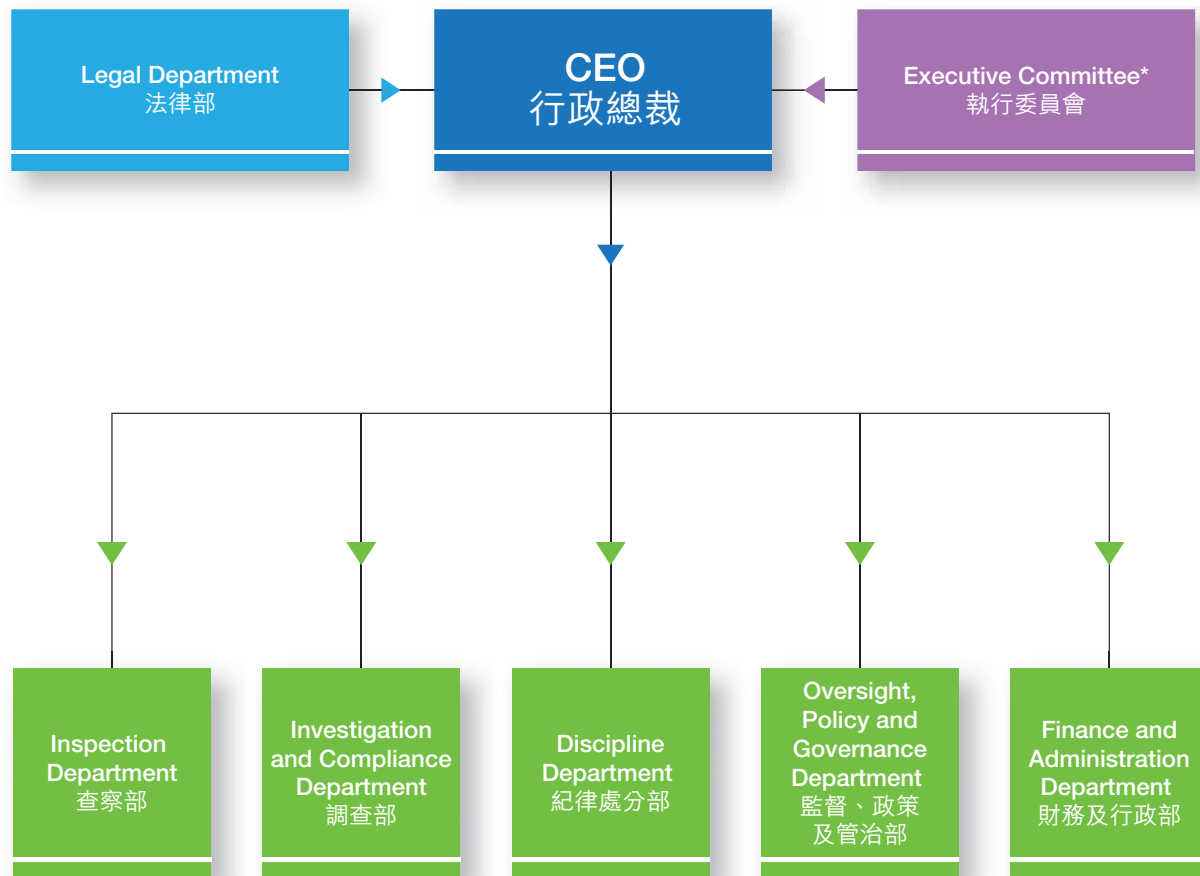 Legal Department
法律部
CEO
行政總裁
Executive Committee*
執行委員會
Inspection
Department
查察部
Investigation
and Compliance
Department
調查部
Discipline
Department
紀律處分部
Oversight,
Policy and
Governance
Department
監督、政策
及管治部
Finance and
Administration
Department
財務及行政部